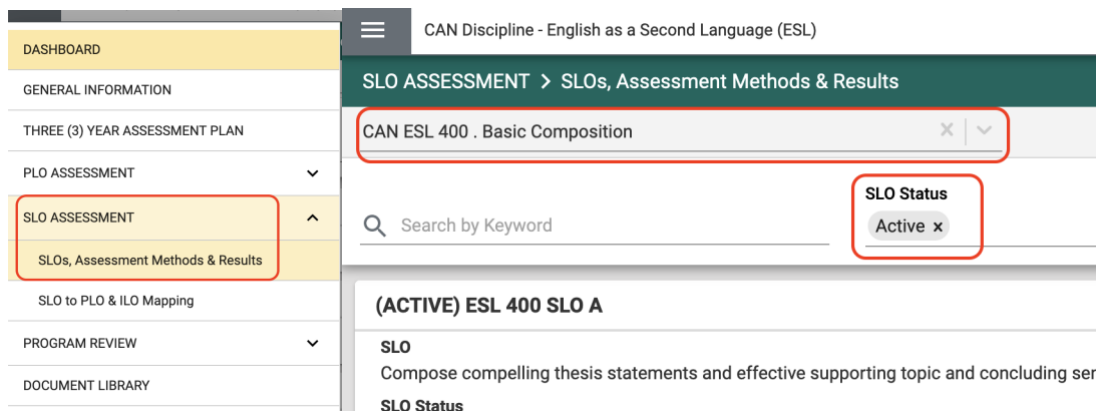 DASHBOARD
GENERAL INFORMATION
THREE (3) YEAR ASSESSMENT PLAN
PLO ASSESSMENT
SLO ASSESSMENT
SLOs, Assessment Methods & Results
SLO to PLO & ILO Mapping
PROGRAM REVIEW
DOCUMENT LIBRARY
CAN Discipline - English as a Second Language (ESL)
SLO ASSESSMENT > SLOs, Assessment Methods & Results
CAN ESL 400 . Basic Composition
SLO Status
Search by Keyword
Active ×
(ACTIVE) ESL 400 SLO A
SLO
Compose compelling thesis statements and effective supporting topic and concluding
SLO Status